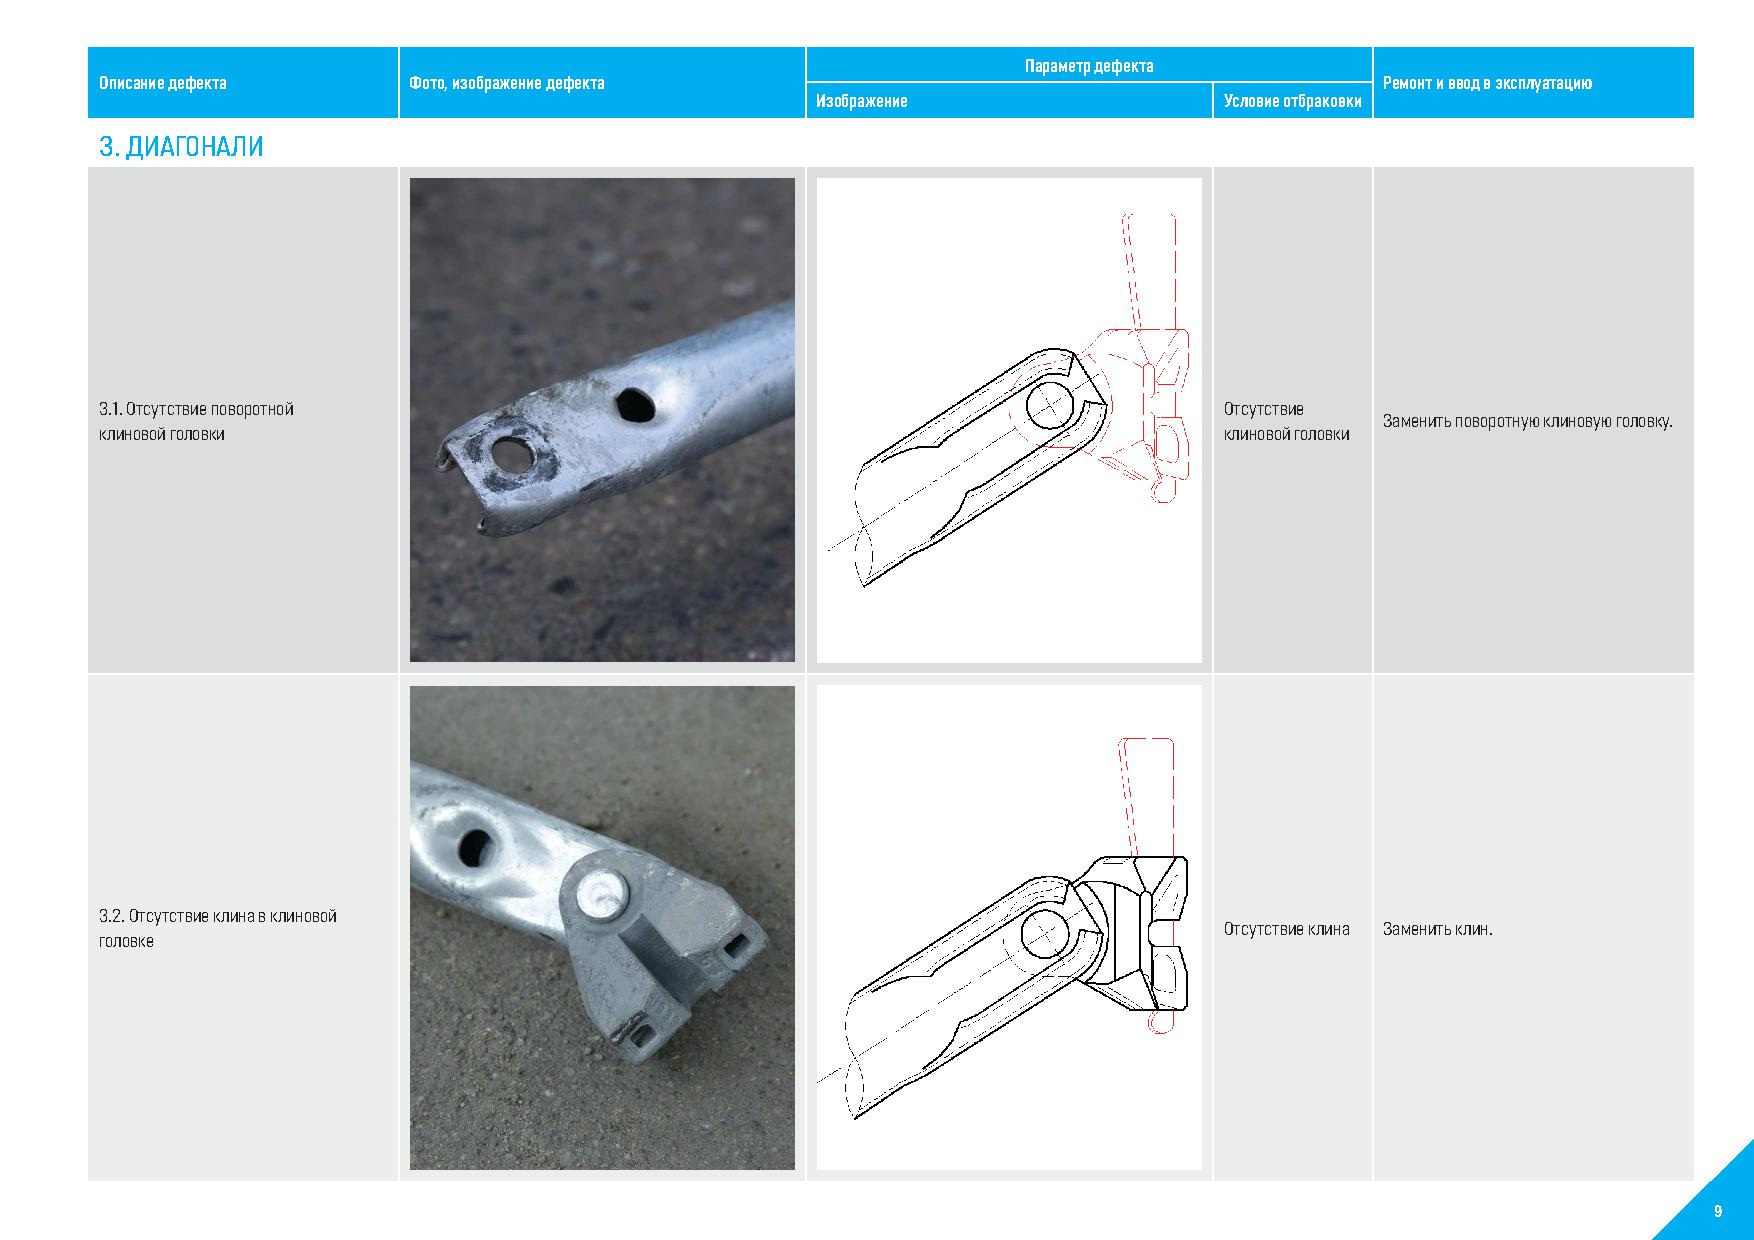 Описание дефекта
Фото, изображение дефекта
Параметр дефекта
Изображение
Условие отбраковки
Ремонт и ввод в эксплуатацию
3. ДИАГОНАЛИ
3.1. Отсутствие поворотной
клиновой головки
Отсутствие
клиновой головки
Заменить поворотную клиновую головку.
3.2. Отсутствие клина в клиновой
головке
Отсутствие клина
Заменить клин.
9